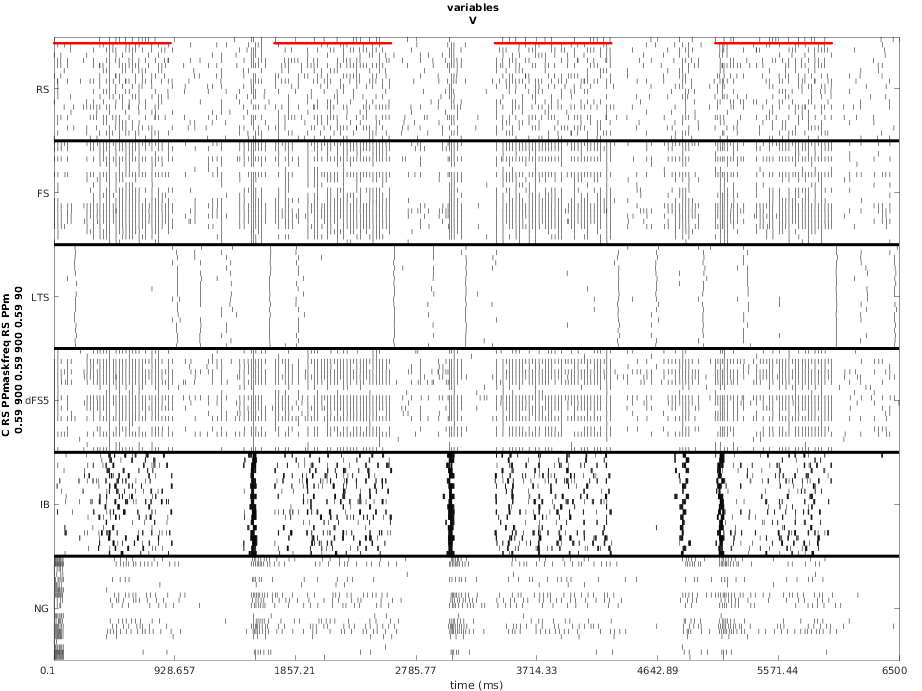 variables
V
C RS PPmaskfreq RS PPm
0.59 900 0.59 900 0.59 90
RS
FS
LTS
dFS5
IB
NG
0.1 928.657 1857.21 2785.77 3714.33 4642.89 5571.44 6500
time (ms)